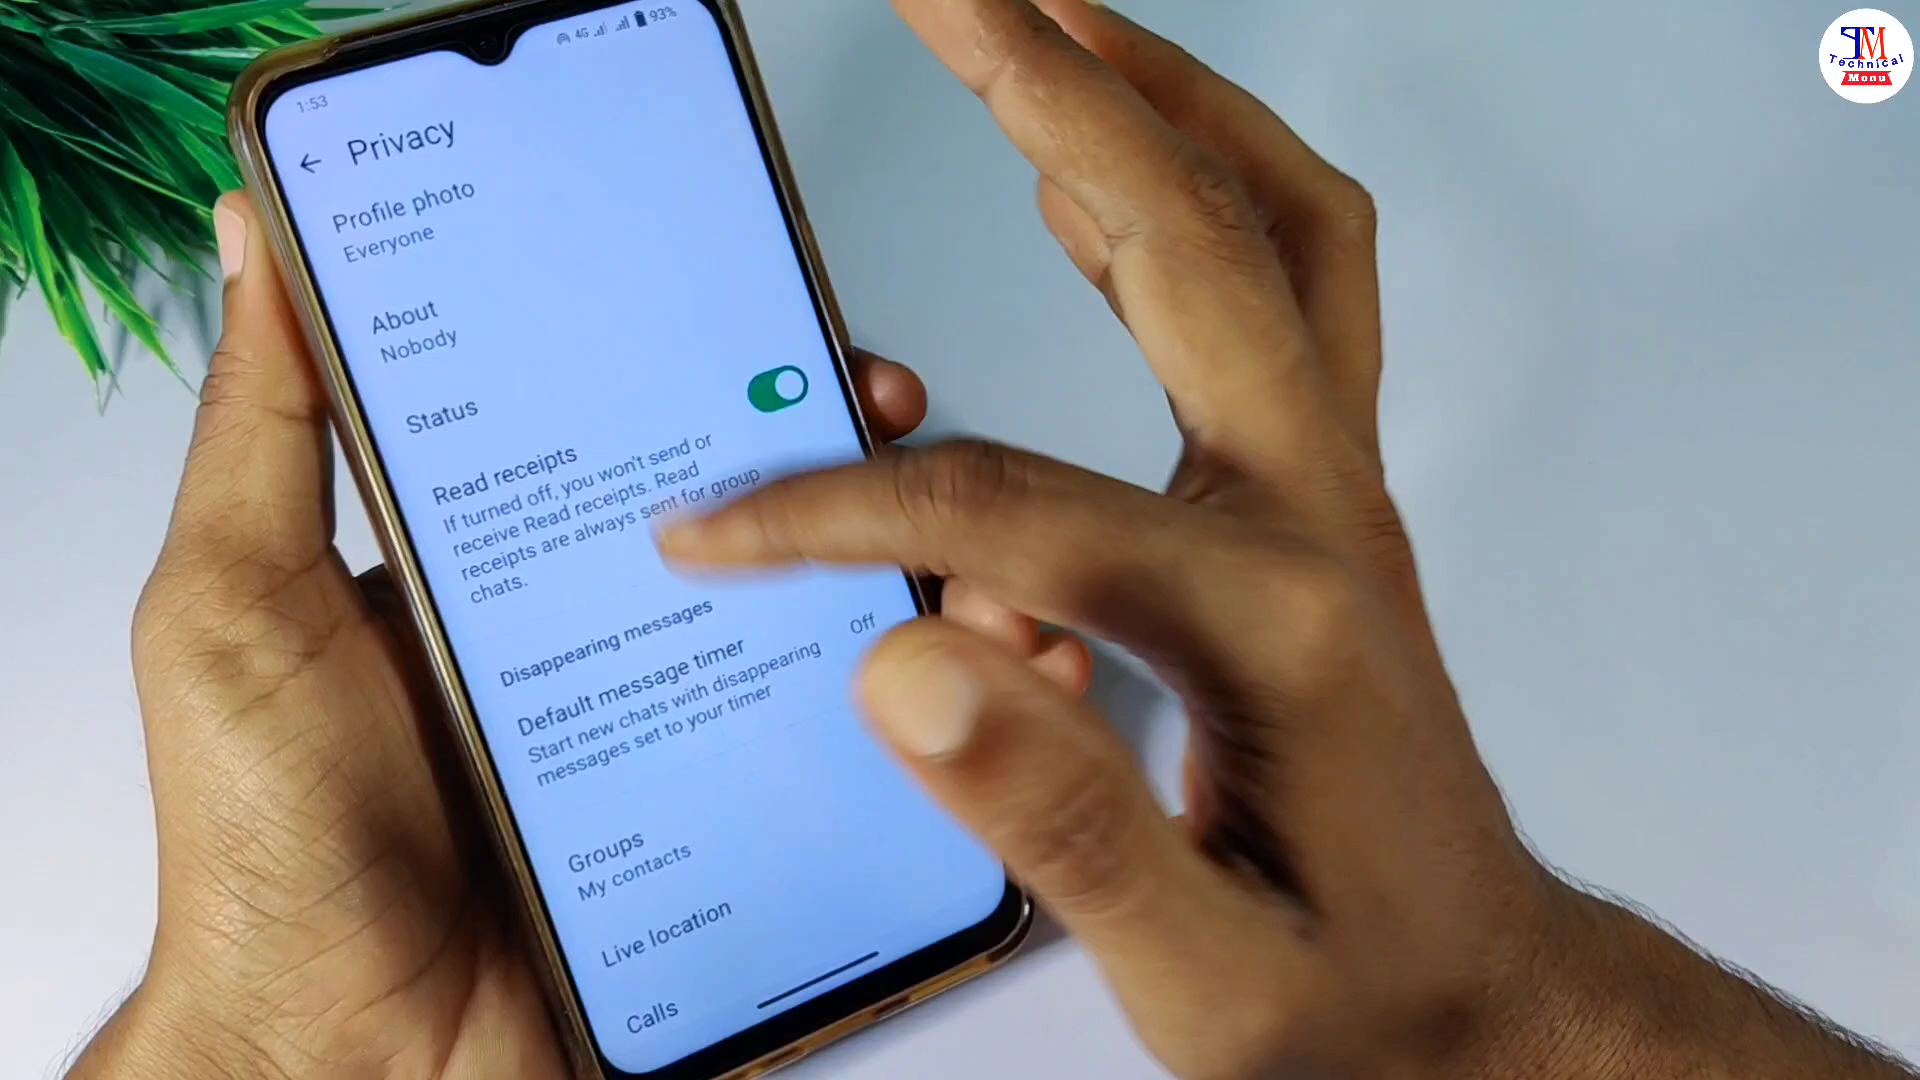 4G 93%
1:53
Privacy
Profile photo
Everyone
About
Nobody
Status
Read receipts
If turned off, you won't send or
receive Read receipts. Read
receipts are always sent for group
chats.
Disappearing messages
Default message timer
Off
Start new chats with disappearing
messages set to your timer
Groups
My contacts
Live location
Calls
TM
Technical
Monu